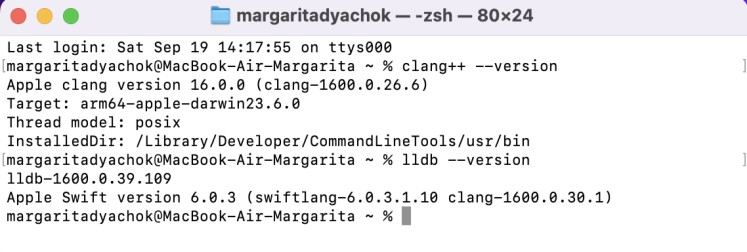 margaritadyachok — -zsh — 80×24
Last login: Sat Sep 19 14:17:55 on ttys000
[margaritadyachok@MacBook-Air-Margarita ~ % clang++ --version ]
Apple clang version 16.0.0 (clang-1600.0.26.6)
Target: arm64-apple-darwin23.6.0
Thread model: posix
InstalledDir: /Library/Developer/CommandLineTools/usr/bin
[margaritadyachok@MacBook-Air-Margarita ~ % lldb --version ]
lldb-1600.0.39.109
Apple Swift version 6.0.3 (swiftlang-6.0.3.1.10 clang-1600.0.30.1)
margaritadyachok@MacBook-Air-Margarita ~ %